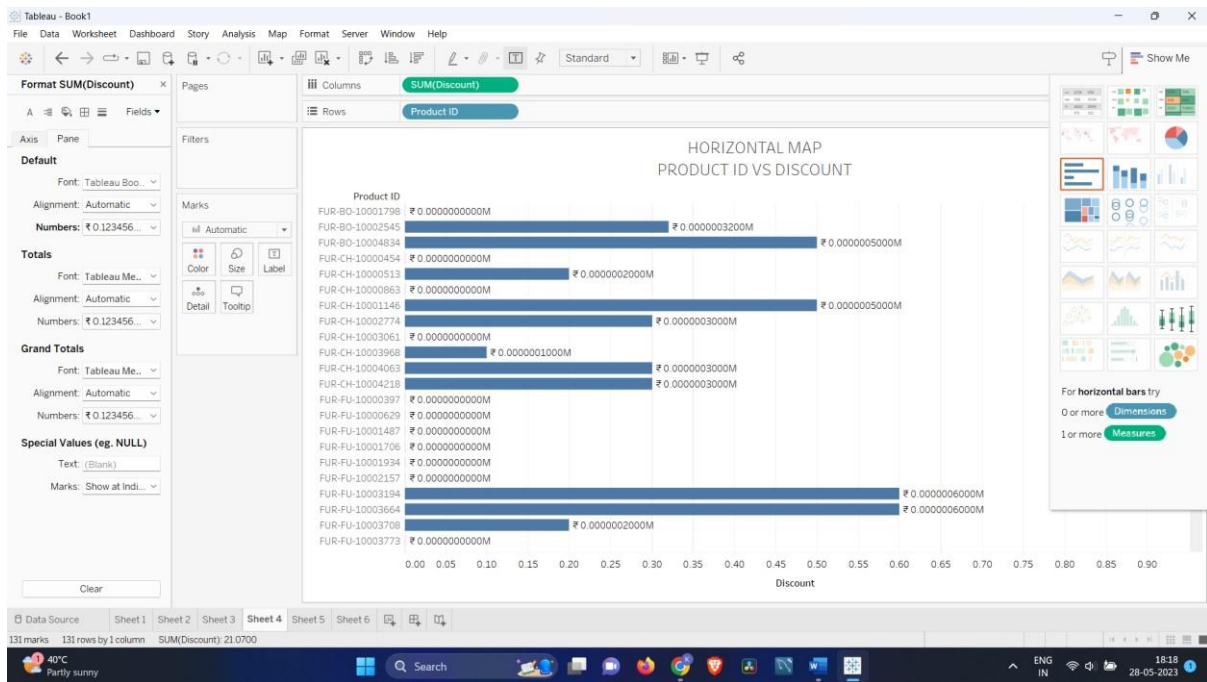 Tableau - Book1
File Data Worksheet Dashboard Story Analysis Map Format Server Window Help
Standard
Show Me
Format SUM(Discount)
Fields
Axis Pane
Default
Font: Tableau Boo..
Alignment: Automatic
Numbers: ₹ 0.123456...
Totals
Font: Tableau Me..
Alignment: Automatic
Numbers: ₹ 0.123456...
Grand Totals
Font: Tableau Me..
Alignment: Automatic
Numbers: ₹ 0.123456...
Special Values (eg. NULL)
Text: (Blank)
Marks: Show at Indi...
Clear
Pages
Filters
Marks
Automatic
Color Size Label
Detail Tooltip
Columns SUM(Discount)
Rows Product ID
HORIZONTAL MAP
PRODUCT ID VS DISCOUNT
Product ID
FUR-BO-10001798 ₹ 0.0000000000M
FUR-BO-10002545 ₹ 0.0000003200M
FUR-BO-10004834 ₹ 0.0000005000M
FUR-CH-10000454 ₹ 0.0000000000M
FUR-CH-10000513 ₹ 0.0000002000M
FUR-CH-10000863 ₹ 0.0000000000M
FUR-CH-10001146 ₹ 0.0000005000M
FUR-CH-10002774 ₹ 0.0000003000M
FUR-CH-10003061 ₹ 0.0000000000M
FUR-CH-10003968 ₹ 0.0000001000M
FUR-CH-10004063 ₹ 0.0000003000M
FUR-CH-10004218 ₹ 0.0000003000M
FUR-FU-10000397 ₹ 0.0000000000M
FUR-FU-10000629 ₹ 0.0000000000M
FUR-FU-10001487 ₹ 0.0000000000M
FUR-FU-10001706 ₹ 0.0000000000M
FUR-FU-10001934 ₹ 0.0000000000M
FUR-FU-10002157 ₹ 0.0000000000M
FUR-FU-10003194 ₹ 0.0000006000M
FUR-FU-10003664 ₹ 0.0000006000M
FUR-FU-10003708 ₹ 0.0000002000M
FUR-FU-10003773 ₹ 0.0000000000M
0.00 0.05 0.10 0.15 0.20 0.25 0.30 0.35 0.40 0.45 0.50 0.55 0.60 0.65 0.70 0.75 0.80 0.85 0.90
Discount
For horizontal bars try
0 or more Dimensions
1 or more Measures
Data Source Sheet 1 Sheet 2 Sheet 3 Sheet 4 Sheet 5 Sheet 6
131 marks 131 rows by 1 column SUM(Discount): 21.0700
40°C
Partly sunny
Search
ENG
IN
18:18
28-05-2023